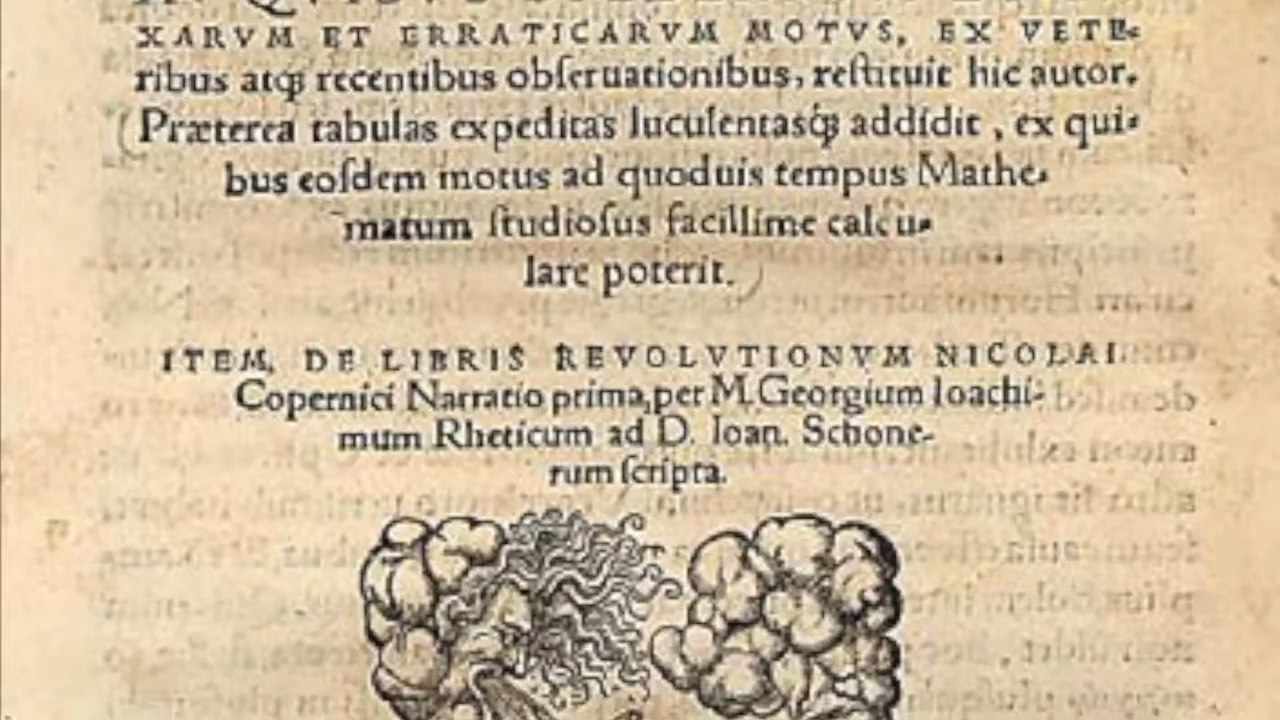 XARVM ET ERRATICARVM MOTVS, EX VETE-
ribus atq; recentibus obſeruationibus, reſtituit hic autor.
Præterea tabulas expeditas luculentasq́; addidit, ex qui-
bus eoſdem motus ad quoduis tempus Mathe-
matum ſtudioſus facillime calcu-
lare poterit.
ITEM, DE LIBRIS REVOLVTIONVM NICOLAI
Copernici Narratio prima, per M. Georgium Ioachi-
mum Rheticum ad D. Ioan. Schone-
rum ſcripta.